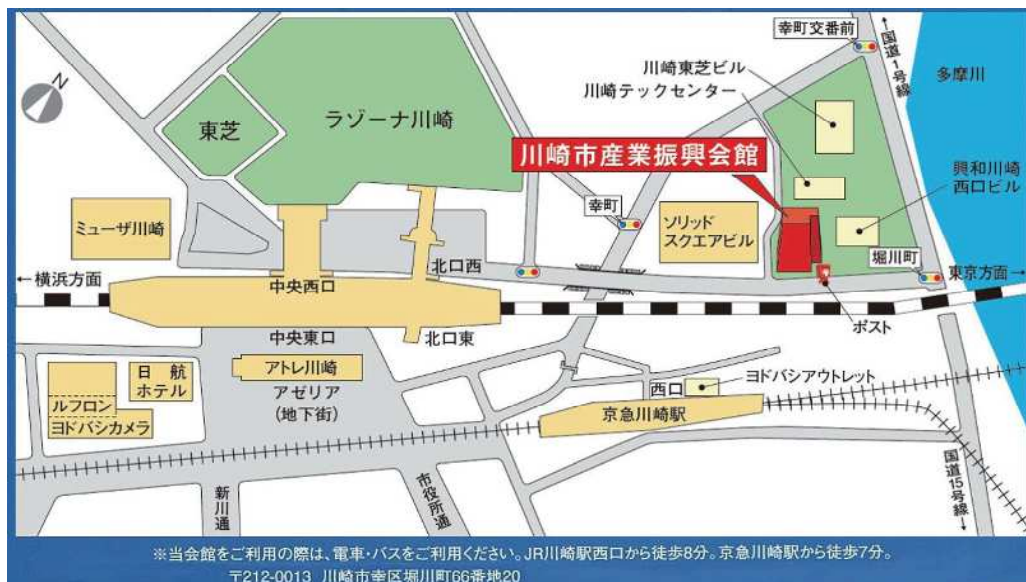 幸町交番前
←国道1号線
川崎東芝ビル
多摩川
川崎テックセンター
N
ラゾーナ川崎
東芝
川崎市産業振興会館
興和川崎
西口ビル
幸町
ソリッド
スクエアビル
ミューザ川崎
堀川町
北口西
←横浜方面
東京方面→
中央西口
ポスト
中央東口
北口東
アトレ川崎
日航
ホテル
ヨドバシアウトレット
西口
アゼリア
(地下街)
ルフロン
ヨドバシカメラ
京急川崎駅
国道15号線→
新川通
市役所通
※当会館をご利用の際は、電車・バスをご利用ください。JR川崎駅西口から徒歩8分。京急川崎駅から徒歩7分。
〒212-0013 川崎市幸区堀川町66番地20